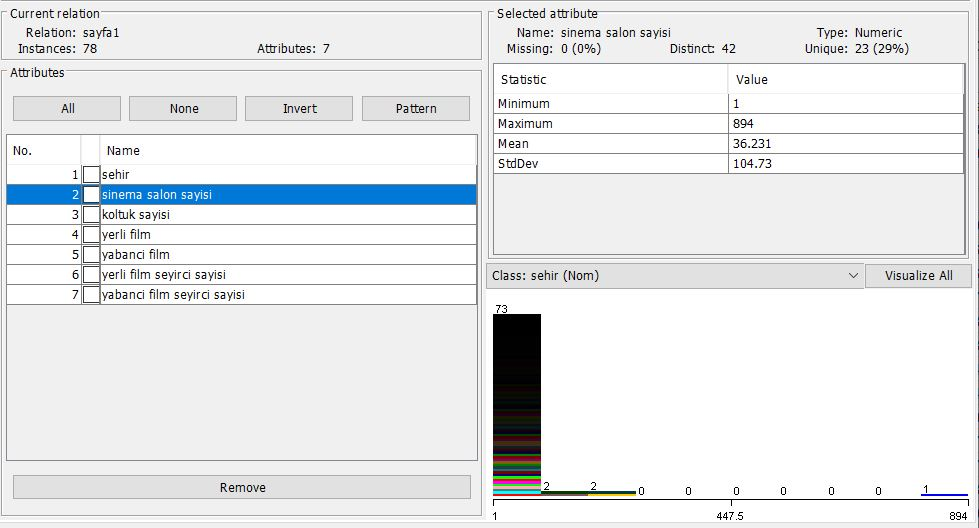 Current relation
Relation: sayfa1
Instances: 78 Attributes: 7
Attributes
All None Invert Pattern
No. Name
1 sehir
2 sinema salon sayisi
3 koltuk sayisi
4 yerli film
5 yabanci film
6 yerli film seyirci sayisi
7 yabanci film seyirci sayisi
Remove
Selected attribute
Name: sinema salon sayisi Type: Numeric
Missing: 0 (0%) Distinct: 42 Unique: 23 (29%)
Statistic Value
Minimum 1
Maximum 894
Mean 36.231
StdDev 104.73
Class: sehir (Nom) Visualize All
73
2 2 0 0 0 0 0 0 1
1 447.5 894